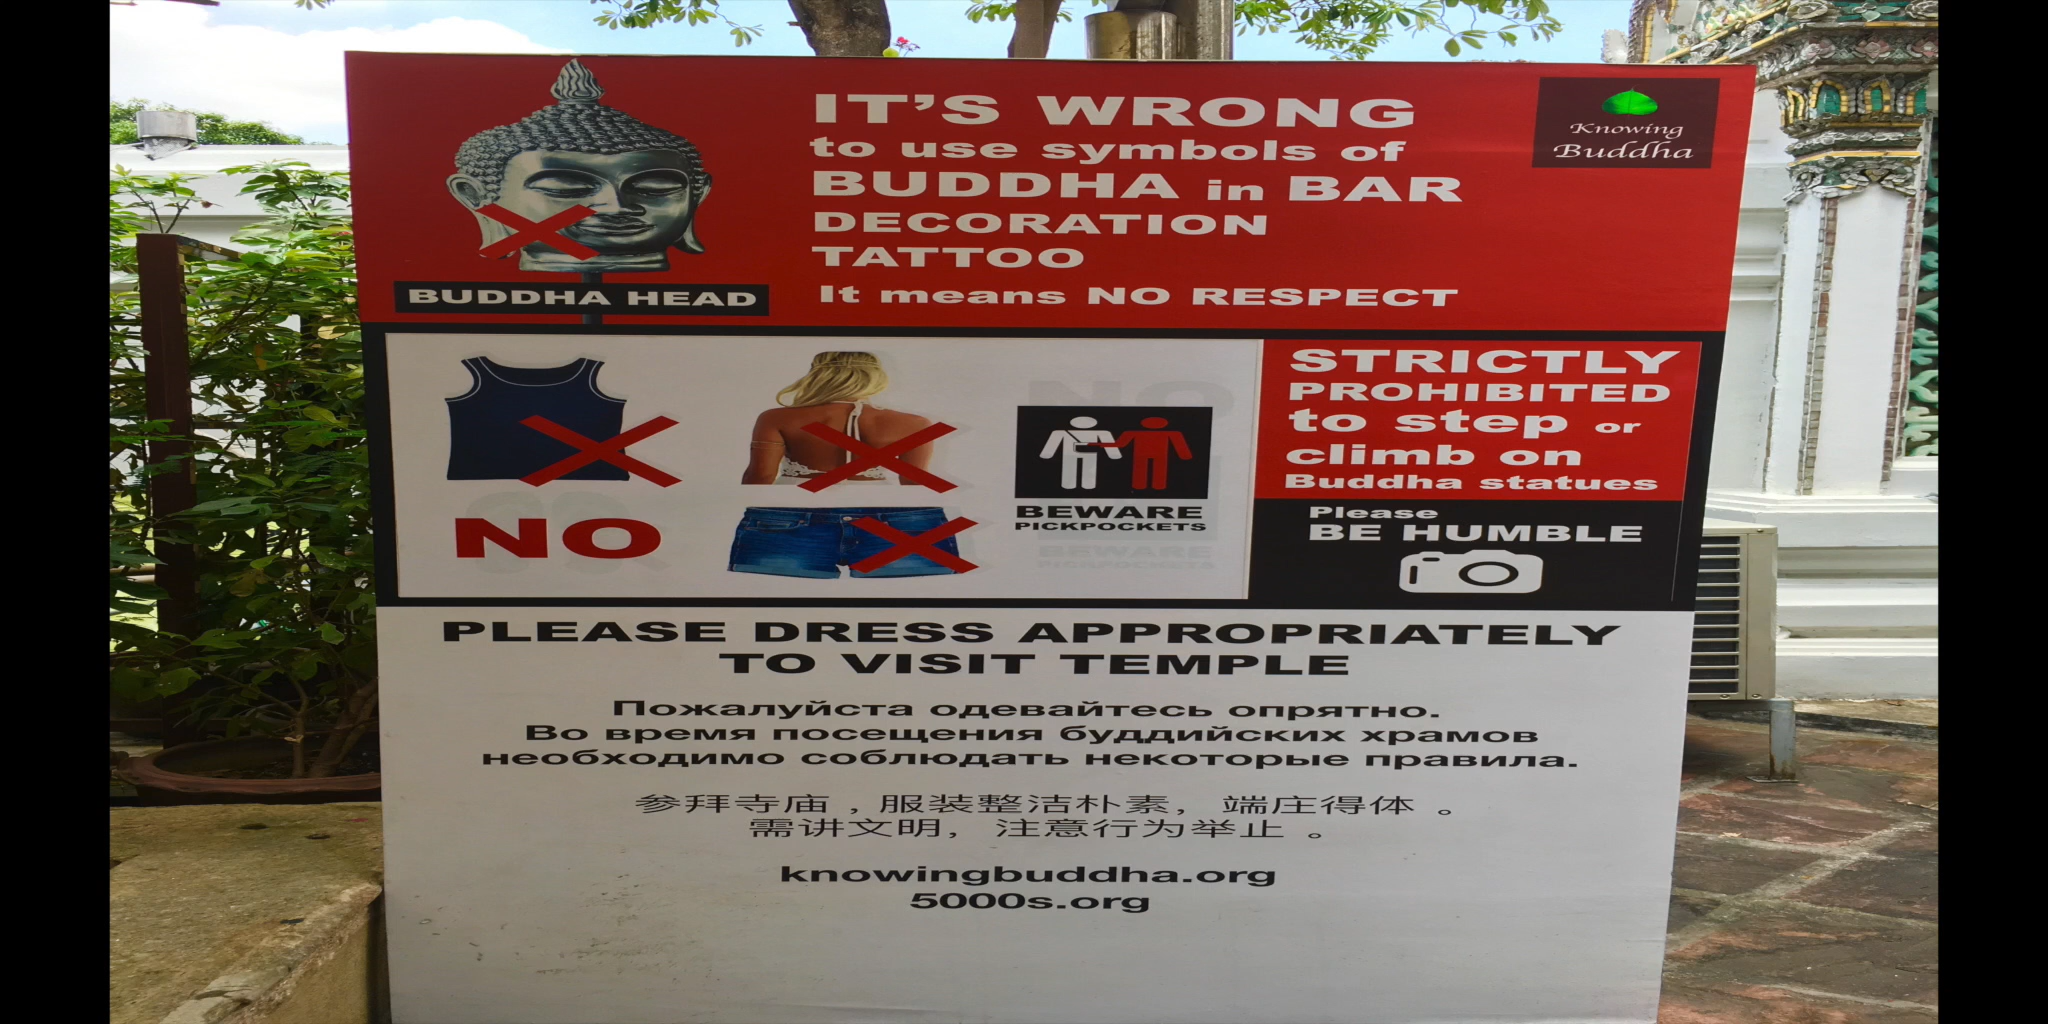 IT'S WRONG
to use symbols of
BUDDHA in BAR
DECORATION
TATTOO
It means NO RESPECT
Knowing
Buddha
BUDDHA HEAD
NO
BEWARE
PICKPOCKETS
STRICTLY
PROHIBITED
to step or
climb on
Buddha statues
Please
BE HUMBLE
PLEASE DRESS APPROPRIATELY
TO VISIT TEMPLE
Пожалуйста одевайтесь опрятно.
Во время посещения буддийских храмов
необходимо соблюдать некоторые правила.
参拜寺庙,服装整洁朴素,端庄得体。
需讲文明,注意行为举止。
knowingbuddha.org
5000s.org